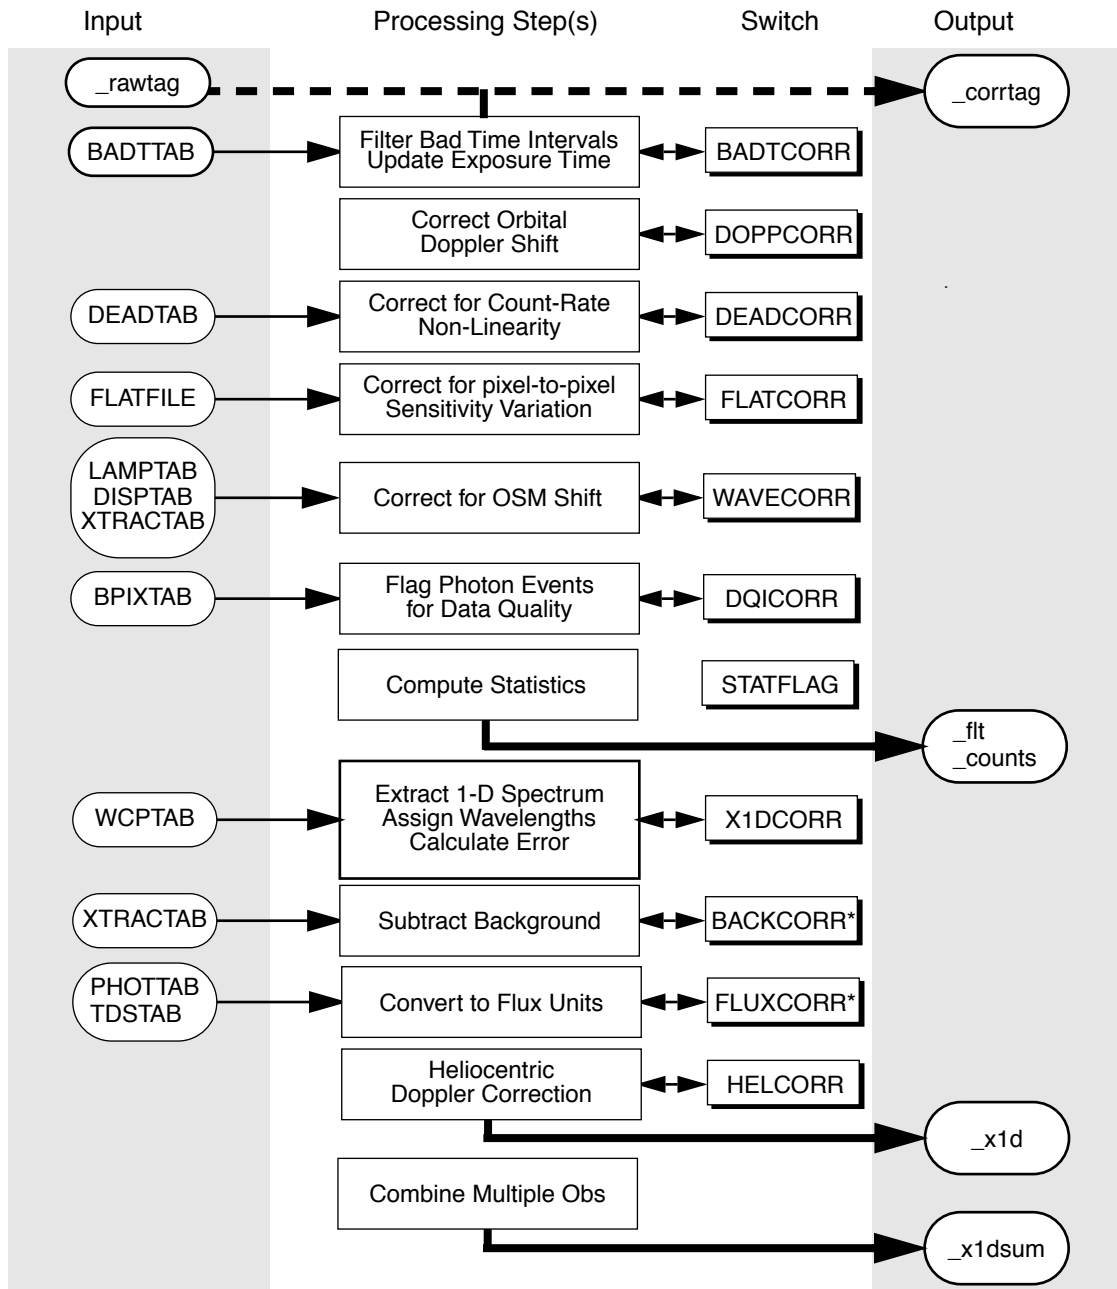 Input Processing Step(s) Switch Output
_rawtag
_corrtag
BADTTAB
Filter Bad Time Intervals
Update Exposure Time
BADTCORR
Correct Orbital
Doppler Shift
DOPPCORR
DEADTAB
Correct for Count-Rate
Non-Linearity
DEADCORR
FLATFILE
Correct for pixel-to-pixel
Sensitivity Variation
FLATCORR
LAMPTAB
DISPTAB
XTRACTAB
Correct for OSM Shift
WAVECORR
BPIXTAB
Flag Photon Events
for Data Quality
DQICORR
Compute Statistics
STATFLAG
_flt
_counts
WCPTAB
Extract 1-D Spectrum
Assign Wavelengths
Calculate Error
X1DCORR
XTRACTAB
Subtract Background
BACKCORR*
PHOTTAB
TDSTAB
Convert to Flux Units
FLUXCORR*
Heliocentric
Doppler Correction
HELCORR
_x1d
Combine Multiple Obs
_x1dsum